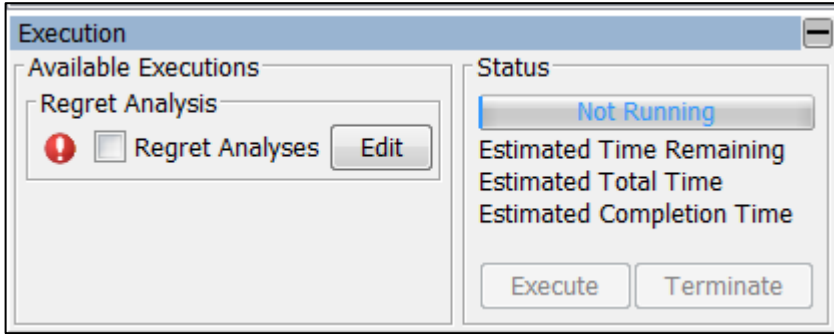 Execution
Available Executions
Regret Analysis
Regret Analyses Edit
Status
Not Running
Estimated Time Remaining
Estimated Total Time
Estimated Completion Time
Execute Terminate